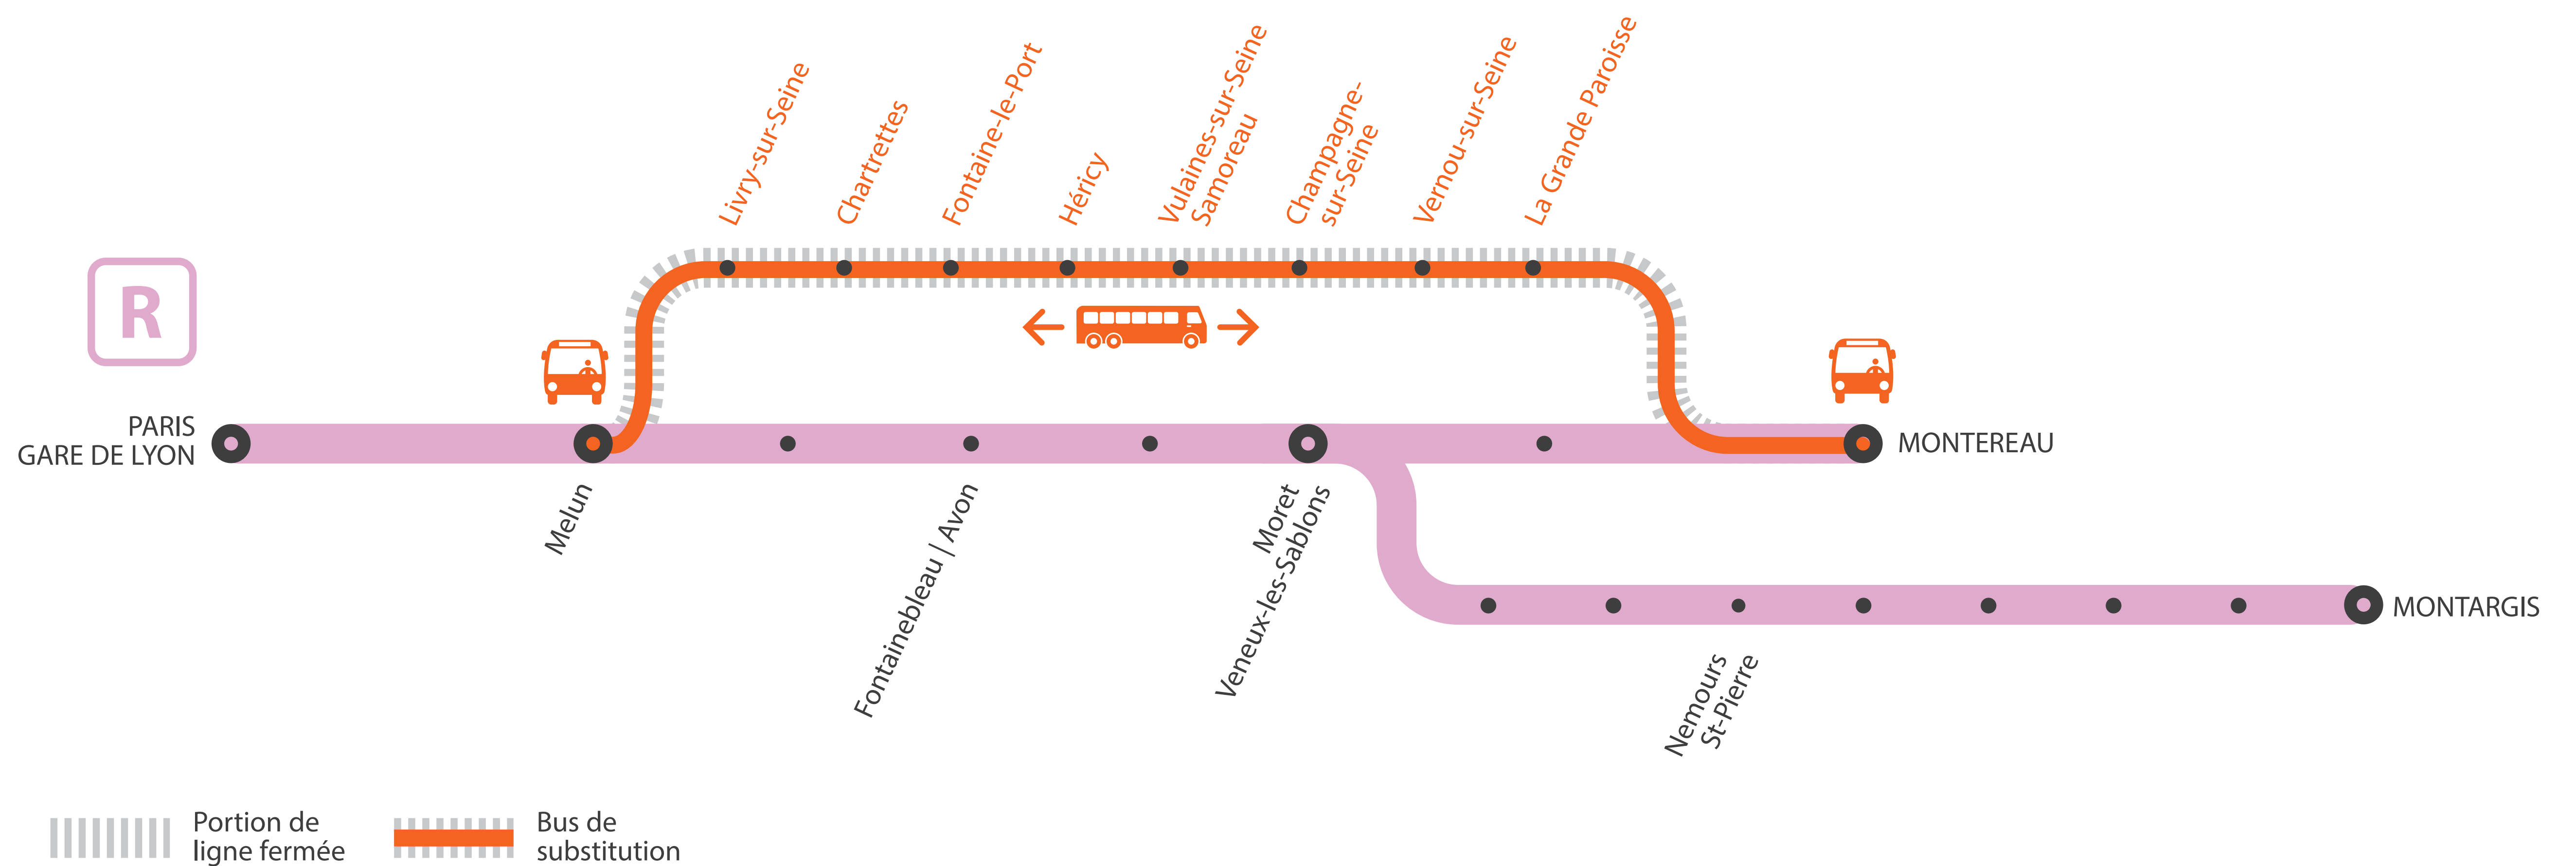 Livry-sur-Seine
Chartrettes
Fontaine-le-Port
Héricy
Vulaines-sur-Seine
Samoreau
Champagne-
sur-Seine
Vernou-sur-Seine
La Grande Paroisse
R
PARIS
GARE DE LYON
MONTEREAU
Melun
Fontainebleau | Avon
Moret
Veneux-les-Sablons
MONTARGIS
Nemours
St-Pierre
Portion de
ligne fermée
Bus de
substitution